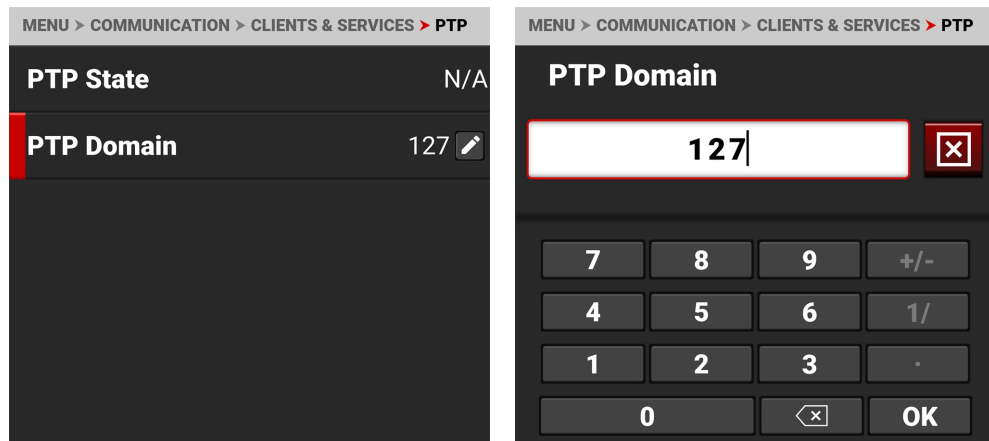 MENU > COMMUNICATION > CLIENTS & SERVICES > PTP
PTP State N/A
PTP Domain 127
MENU > COMMUNICATION > CLIENTS & SERVICES > PTP
PTP Domain
127
7 8 9 +/-
4 5 6 1/
1 2 3 .
0 OK